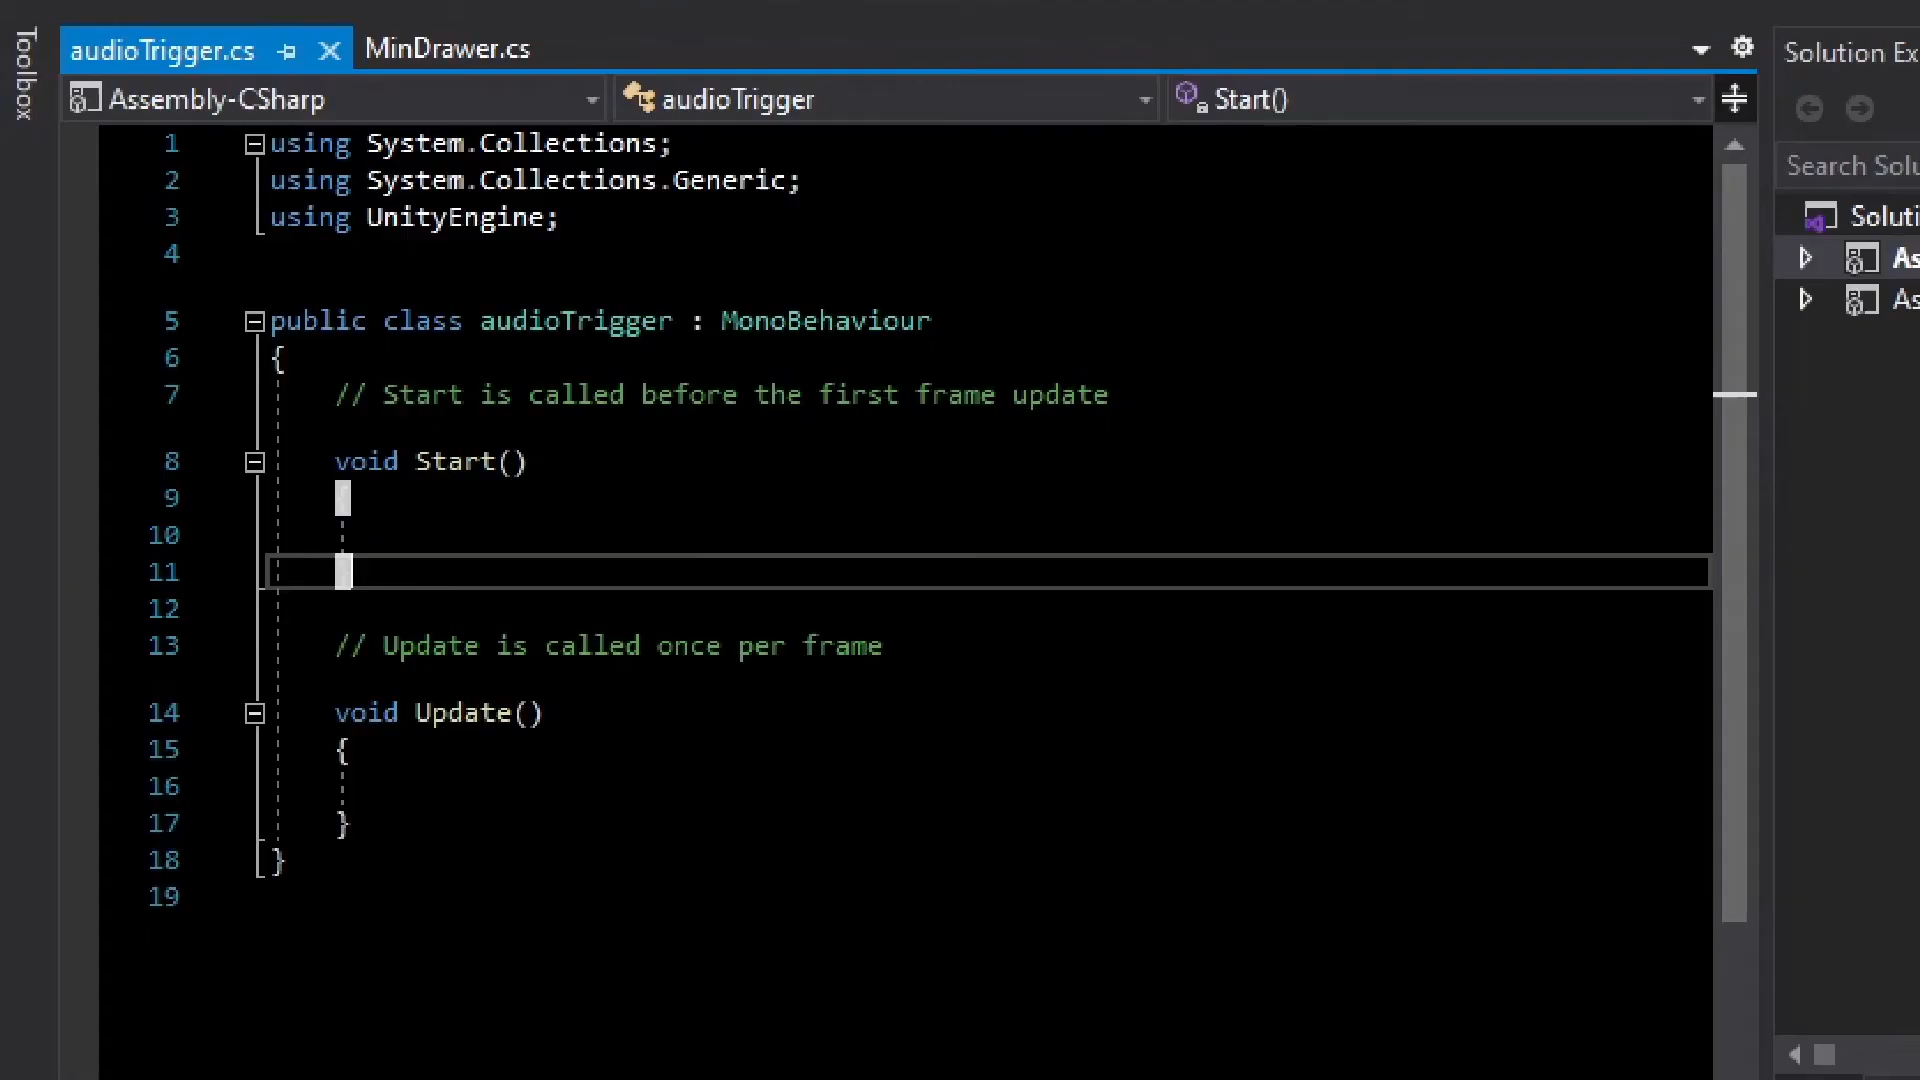 Toolbox
audioTrigger.cs
MinDrawer.cs
Solution Ex
Assembly-CSharp
audioTrigger
Start()
Search Solu
Soluti
As
As
1 using System.Collections;
2 using System.Collections.Generic;
3 using UnityEngine;
4
5 public class audioTrigger : MonoBehaviour
6 {
7 // Start is called before the first frame update
8 void Start()
9 {
10
11
12
13 // Update is called once per frame
14 void Update()
15 {
16
17 }
18 }
19